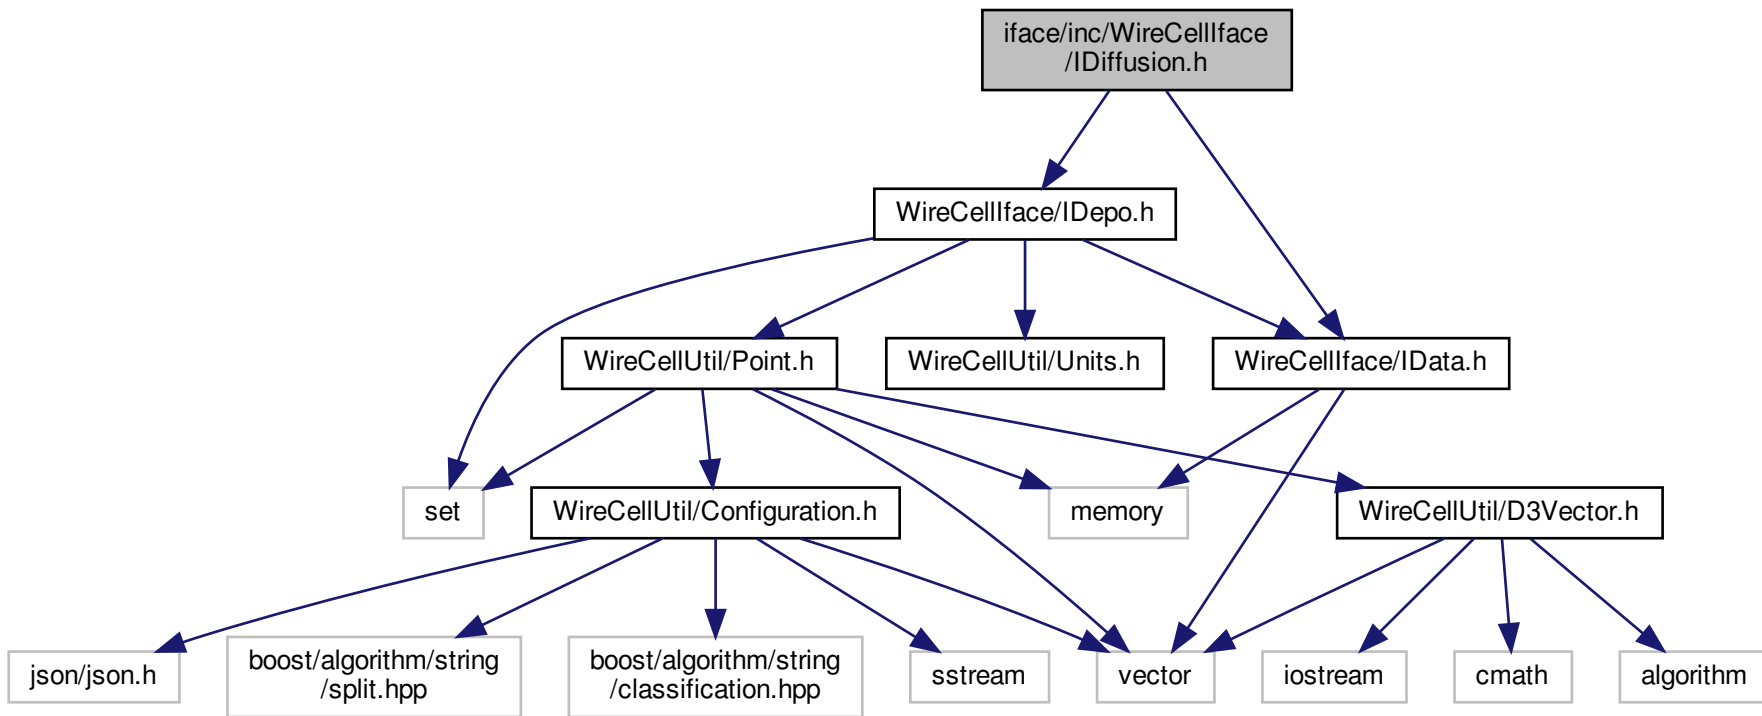 iface/inc/WireCellIface
/IDiffusion.h
WireCellIface/IDepo.h
WireCellUtil/Point.h
WireCellUtil/Units.h
WireCellIface/IData.h
set
WireCellUtil/Configuration.h
memory
WireCellUtil/D3Vector.h
json/json.h
boost/algorithm/string
/split.hpp
boost/algorithm/string
/classification.hpp
sstream
vector
iostream
cmath
algorithm